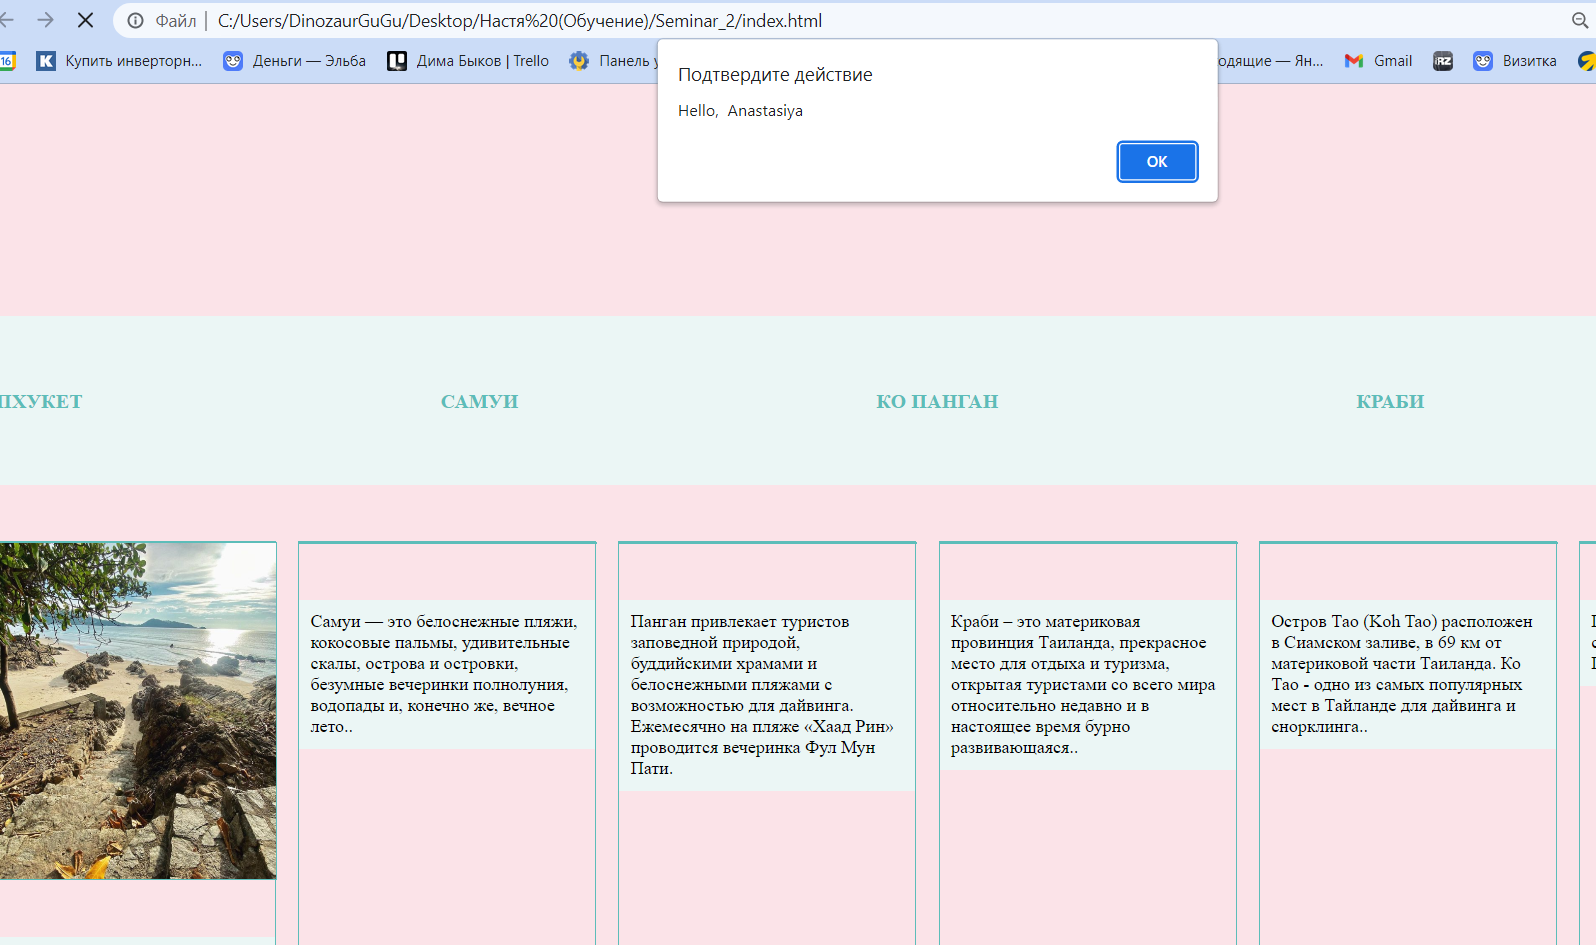 Файл | C:/Users/DinozaurGuGu/Desktop/Настя%20(Обучение)/Seminar_2/index.html
16 К Купить инверторн... Деньги — Эльба Дима Быков | Trello Панель одящие — Ян... Gmail iRZ Визитка
Подтвердите действие
Hello,  Anastasiya
ОК
ПХУКЕТ САМУИ КО ПАНГАН КРАБИ
Самуи — это белоснежные пляжи,
кокосовые пальмы, удивительные
скалы, острова и островки,
безумные вечеринки полнолуния,
водопады и, конечно же, вечное
лето..
Панган привлекает туристов
заповедной природой,
буддийскими храмами и
белоснежными пляжами с
возможностью для дайвинга.
Ежемесячно на пляже «Хаад Рин»
проводится вечеринка Фул Мун
Пати.
Краби – это материковая
провинция Таиланда, прекрасное
место для отдыха и туризма,
открытая туристами со всего мира
относительно недавно и в
настоящее время бурно
развивающаяся..
Остров Тао (Koh Tao) расположен
в Сиамском заливе, в 69 км от
материковой части Таиланда. Ко
Тао - одно из самых популярных
мест в Тайланде для дайвинга и
снорклинга..